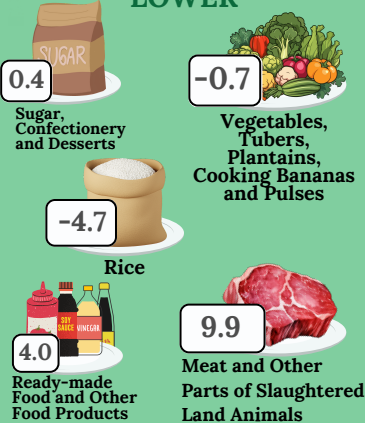 LOWER
SUGAR
0.4
Sugar,
Confectionery
and Desserts
-0.7
Vegetables,
Tubers,
Plantains,
Cooking Bananas
and Pulses
-4.7
Rice
SOY
SAUCE
VINEGAR
4.0
Ready-made
Food and Other
Food Products
9.9
Meat and Other
Parts of Slaughtered
Land Animals